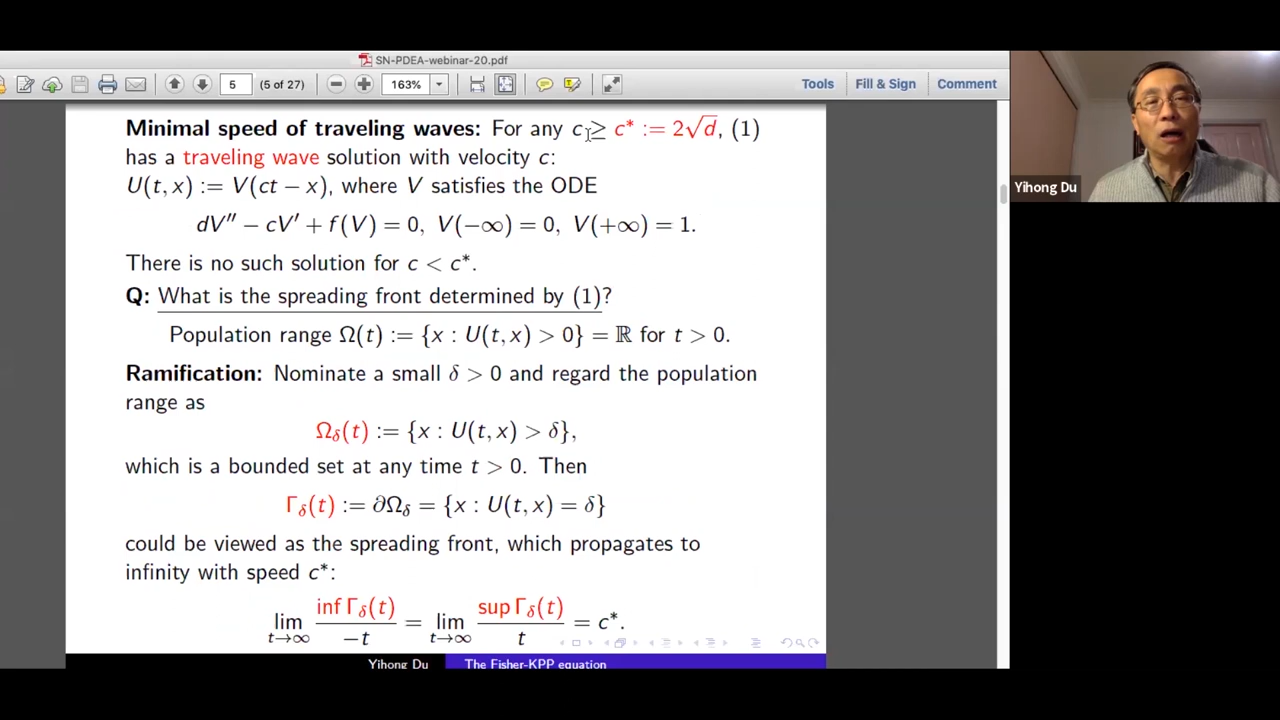 SN-PDEA-webinar-20.pdf
5 (5 of 27) 163% Tools Fill & Sign Comment
Minimal speed of traveling waves: For any c ≥ c* := 2√d, (1)
has a traveling wave solution with velocity c:
U(t, x) := V(ct − x), where V satisfies the ODE
dV′′ − cV′ + f(V) = 0, V(−∞) = 0, V(+∞) = 1.
There is no such solution for c < c*.
Q: What is the spreading front determined by (1)?
Population range Ω(t) := {x : U(t, x) > 0} = ℝ for t > 0.
Ramification: Nominate a small δ > 0 and regard the population
range as
Ω_δ(t) := {x : U(t, x) > δ},
which is a bounded set at any time t > 0. Then
Γ_δ(t) := ∂Ω_δ = {x : U(t, x) = δ}
could be viewed as the spreading front, which propagates to
infinity with speed c*:
lim_{t→∞} inf Γ_δ(t) / −t = lim_{t→∞} sup Γ_δ(t) / t = c*.
Yihong Du The Fisher-KPP equation
Yihong Du